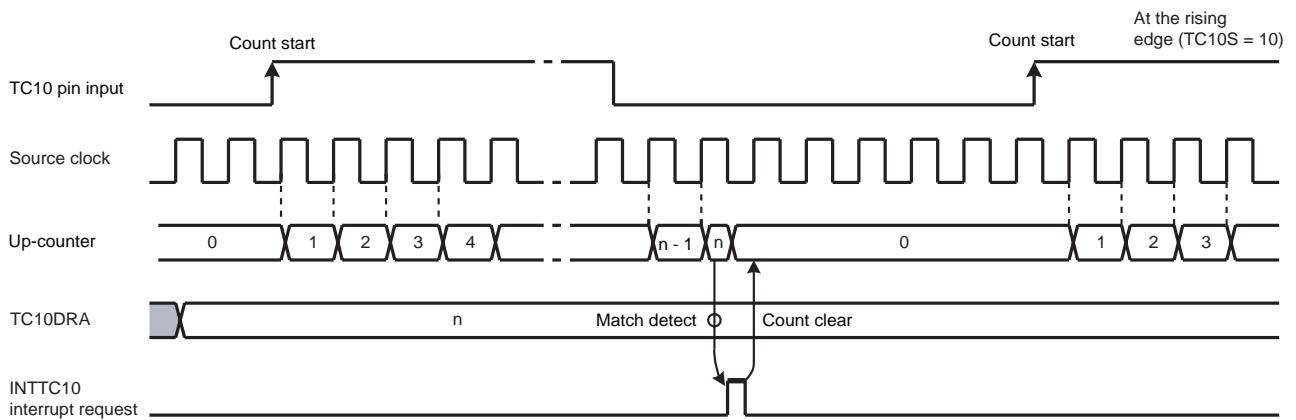 At the rising
edge (TC10S = 10)
Count start
Count start
TC10 pin input
Source clock
Up-counter
0 1 2 3 4 n - 1 n 0 1 2 3
TC10DRA
n
Match detect
Count clear
INTTC10
interrupt request